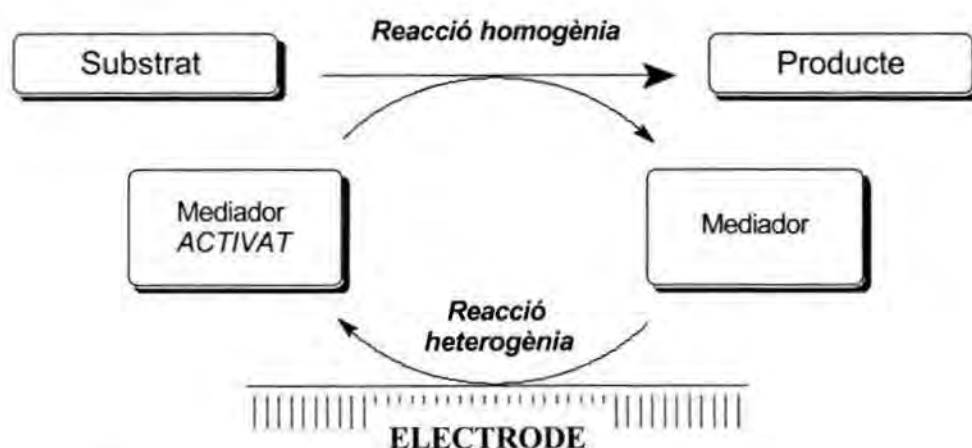 Reacció homogènia
Substrat
Producte
Mediador
ACTIVAT
Mediador
Reacció
heterogènia
ELECTRODE